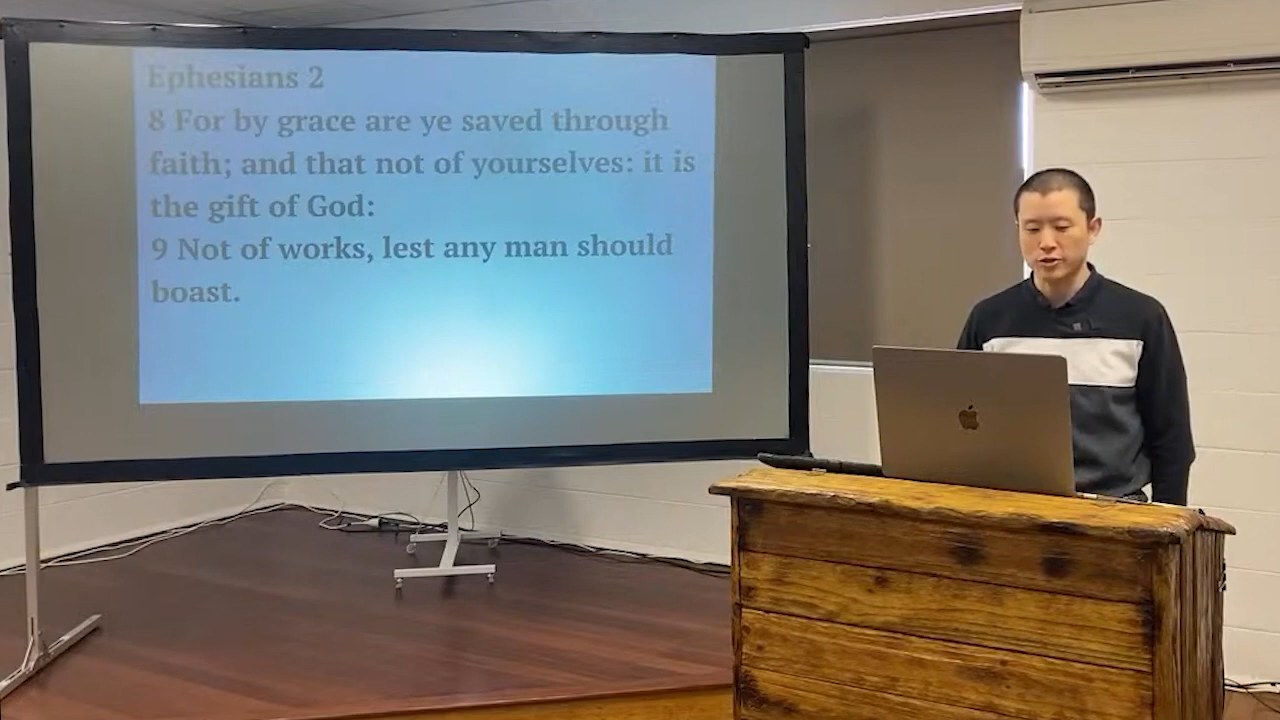 Ephesians 2
8 For by grace are ye saved through
faith; and that not of yourselves: it is
the gift of God:
9 Not of works, lest any man should
boast.